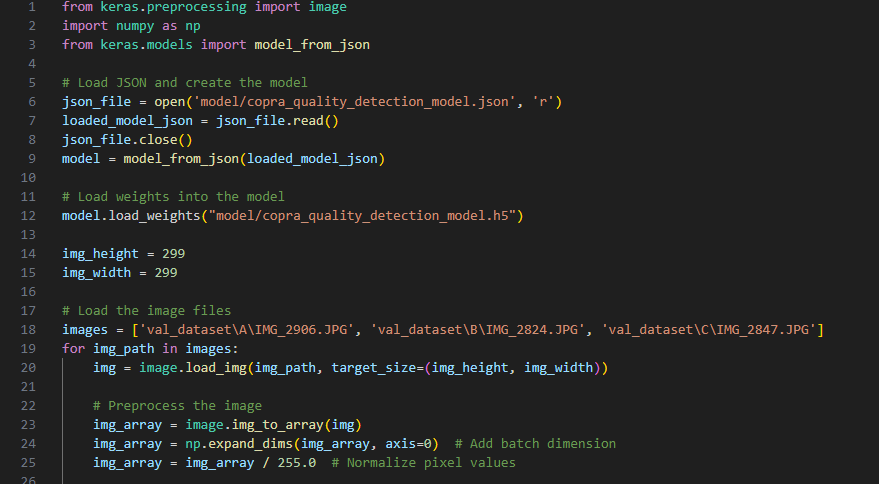 1 from keras.preprocessing import image
2 import numpy as np
3 from keras.models import model_from_json
4
5 # Load JSON and create the model
6 json_file = open('model/copra_quality_detection_model.json', 'r')
7 loaded_model_json = json_file.read()
8 json_file.close()
9 model = model_from_json(loaded_model_json)
10
11 # Load weights into the model
12 model.load_weights("model/copra_quality_detection_model.h5")
13
14 img_height = 299
15 img_width = 299
16
17 # Load the image files
18 images = ['val_dataset\A\IMG_2906.JPG', 'val_dataset\B\IMG_2824.JPG', 'val_dataset\C\IMG_2847.JPG']
19 for img_path in images:
20     img = image.load_img(img_path, target_size=(img_height, img_width))
21
22     # Preprocess the image
23     img_array = image.img_to_array(img)
24     img_array = np.expand_dims(img_array, axis=0)  # Add batch dimension
25     img_array = img_array / 255.0  # Normalize pixel values
26